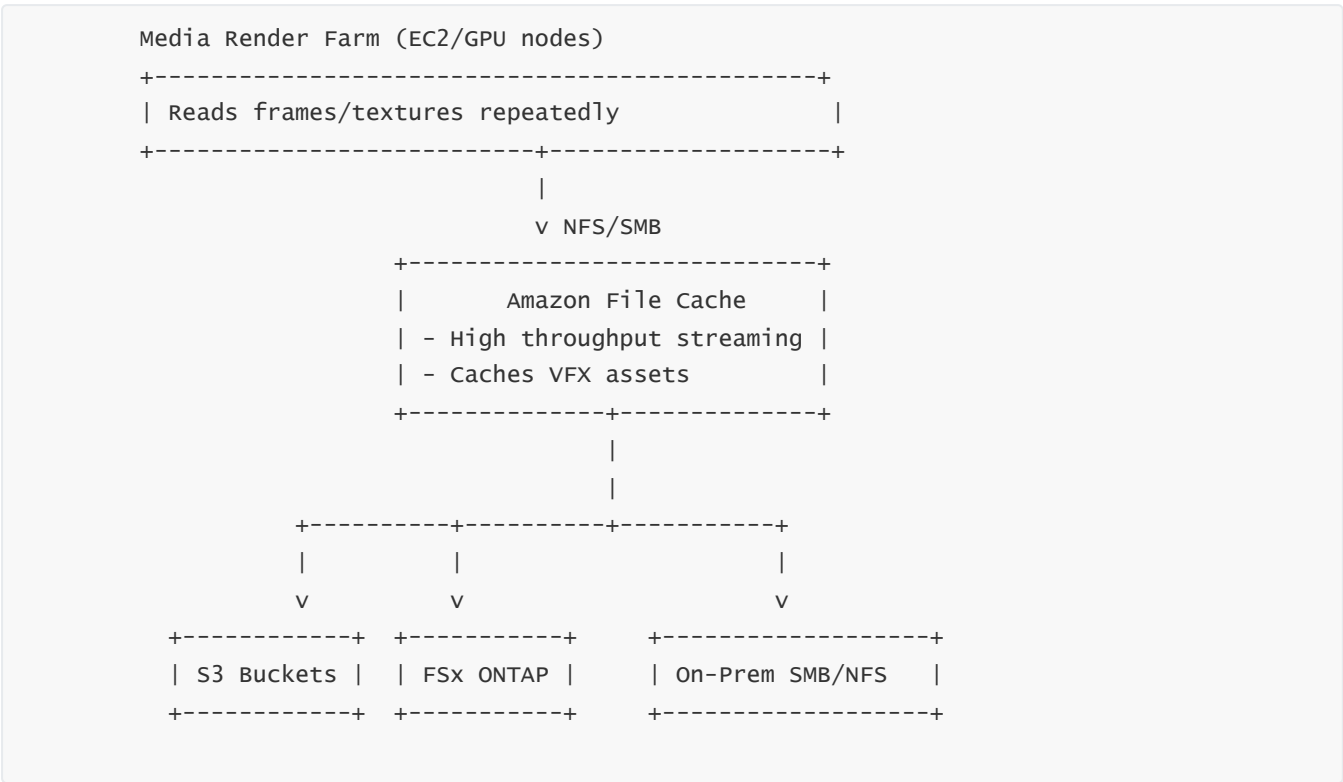 Media Render Farm (EC2/GPU nodes)
+-----------------------------------------------+
| Reads frames/textures repeatedly               |
+---------------------------+--------------------+
|
v NFS/SMB
+-----------------------------+
|       Amazon File Cache     |
| - High throughput streaming |
| - Caches VFX assets         |
+--------------+--------------+
|
|
+----------+----------+-----------+
|          |                      |
v          v                      v
+------------+  +-----------+     +-------------------+
| S3 Buckets |  | FSx ONTAP |     | On-Prem SMB/NFS   |
+------------+  +-----------+     +-------------------+